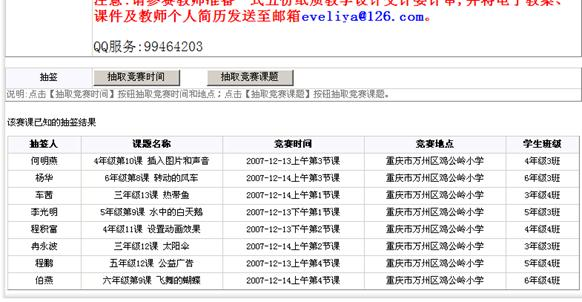 注意:请参赛教师准备一式五份纸质教学设计交评委评审,并将电子教案、
课件及教师个人简历发送至邮箱eveliya@126.com。
QQ服务:99464203
抽签 抽取竞赛时间 抽取竞赛课题
说明:点击【抽取竞赛时间】按钮抽取竞赛时间和地点；点击【抽取竞赛课题】按钮抽取竞赛课题。
该赛课已知的抽签结果
抽签人 课题名称 竞赛时间 竞赛地点 学生班级
何明燕 4年级第10课 插入图片和声音 2007-12-13上午第3节课 重庆市万州区鸡公岭小学 4年级3班
杨华 6年级第8课 转动的风车 2007-12-13上午第2节课 重庆市万州区鸡公岭小学 6年级3班
车茜 三年级13课 热带鱼 2007-12-14上午第1节课 重庆市万州区鸡公岭小学 3年级4班
李光明 5年级第9课 水中的白天鹅 2007-12-13下午第1节课 重庆市万州区鸡公岭小学 5年级3班
程积富 4年级第11课 设置动画效果 2007-12-13下午第2节课 重庆市万州区鸡公岭小学 4年级4班
冉永波 三年级12课 太阳伞 2007-12-14上午第2节课 重庆市万州区鸡公岭小学 3年级3班
程鹏 五年级12课 公益广告 2007-12-14上午第3节课 重庆市万州区鸡公岭小学 5年级4班
伯燕 六年级第9课 飞舞的蝴蝶 2007-12-14上午第4节课 重庆市万州区鸡公岭小学 6年级4班